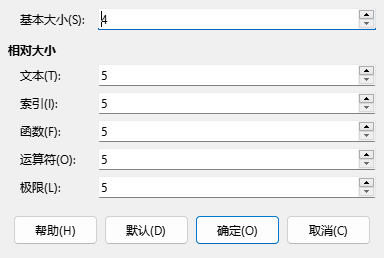 基本大小(S): 4
相对大小
文本(T): 5
索引(I): 5
函数(F): 5
运算符(O): 5
极限(L): 5
帮助(H) 默认(D) 确定(O) 取消(C)